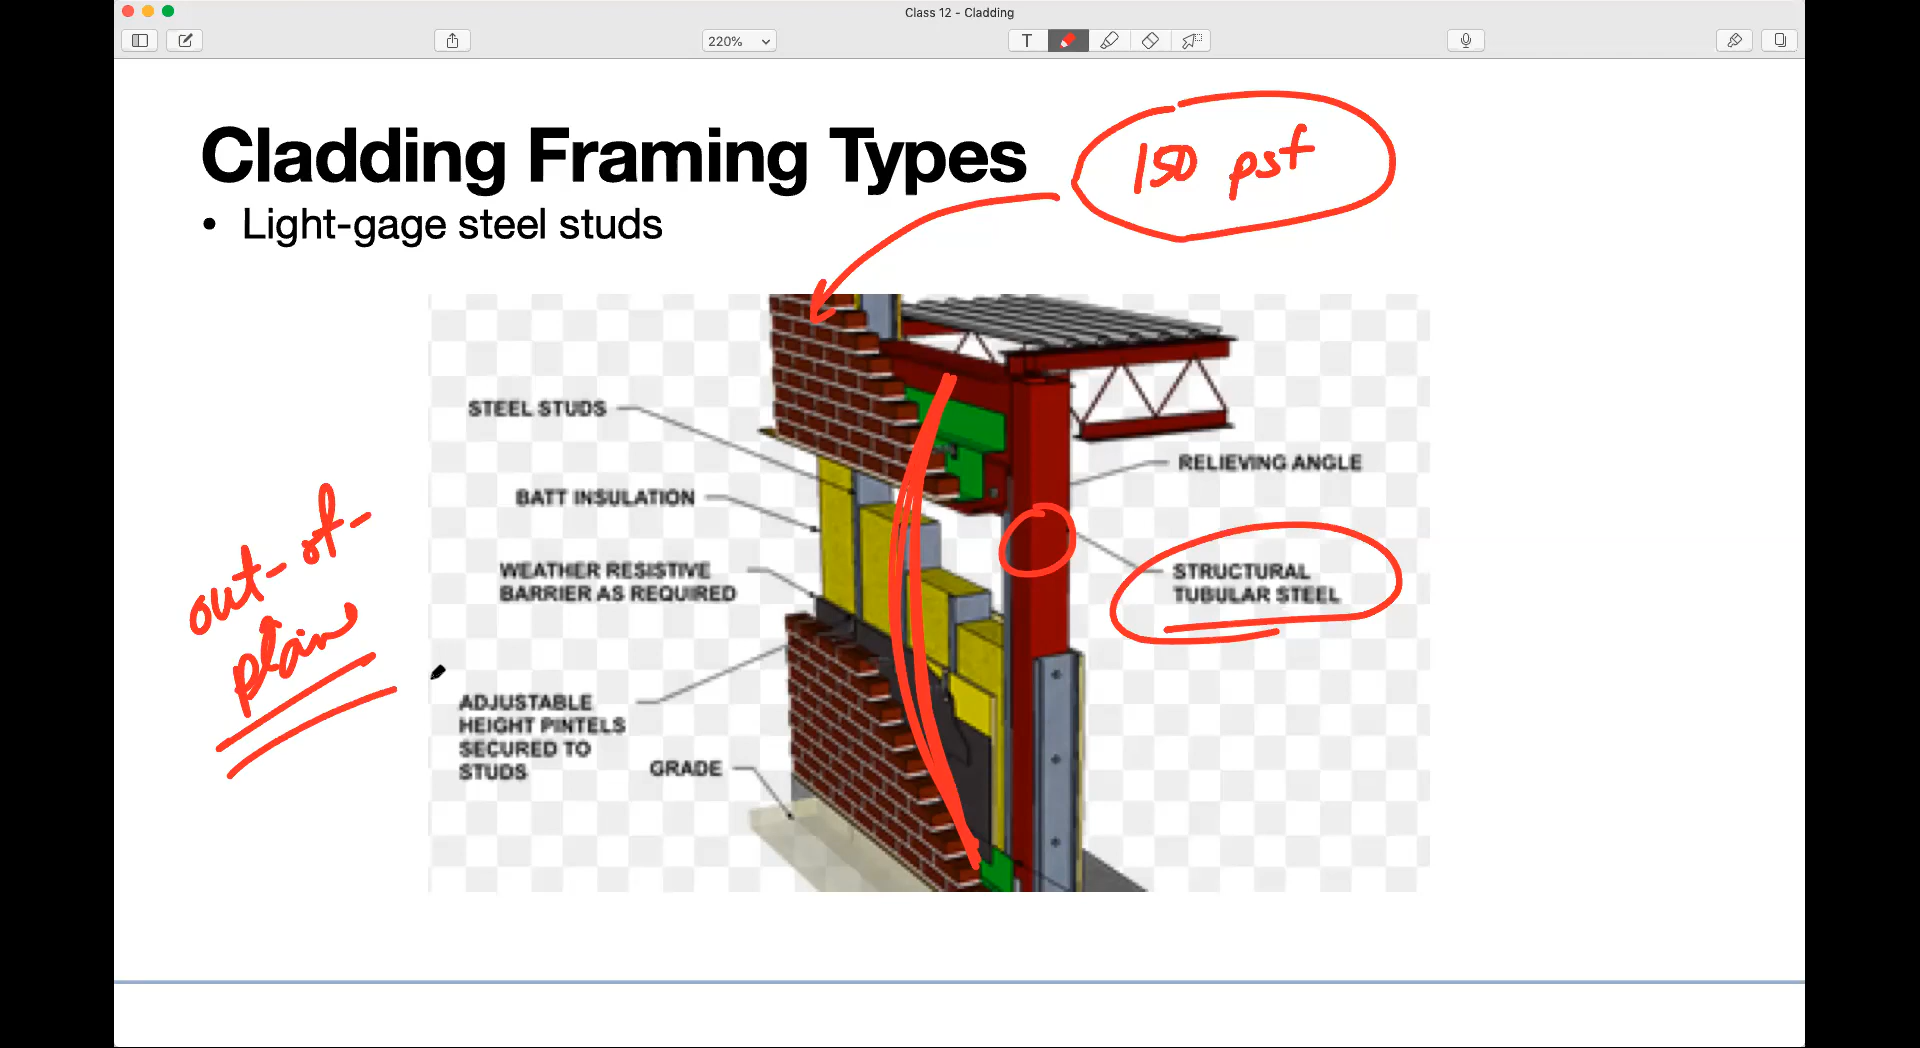 Class 12 - Cladding
220%
T
Cladding Framing Types
150 psf
• Light-gage steel studs
STEEL STUDS
RELIEVING ANGLE
BATT INSULATION
out-of-
plane
WEATHER RESISTIVE
BARRIER AS REQUIRED
STRUCTURAL
TUBULAR STEEL
ADJUSTABLE
HEIGHT PINTELS
SECURED TO
STUDS
GRADE